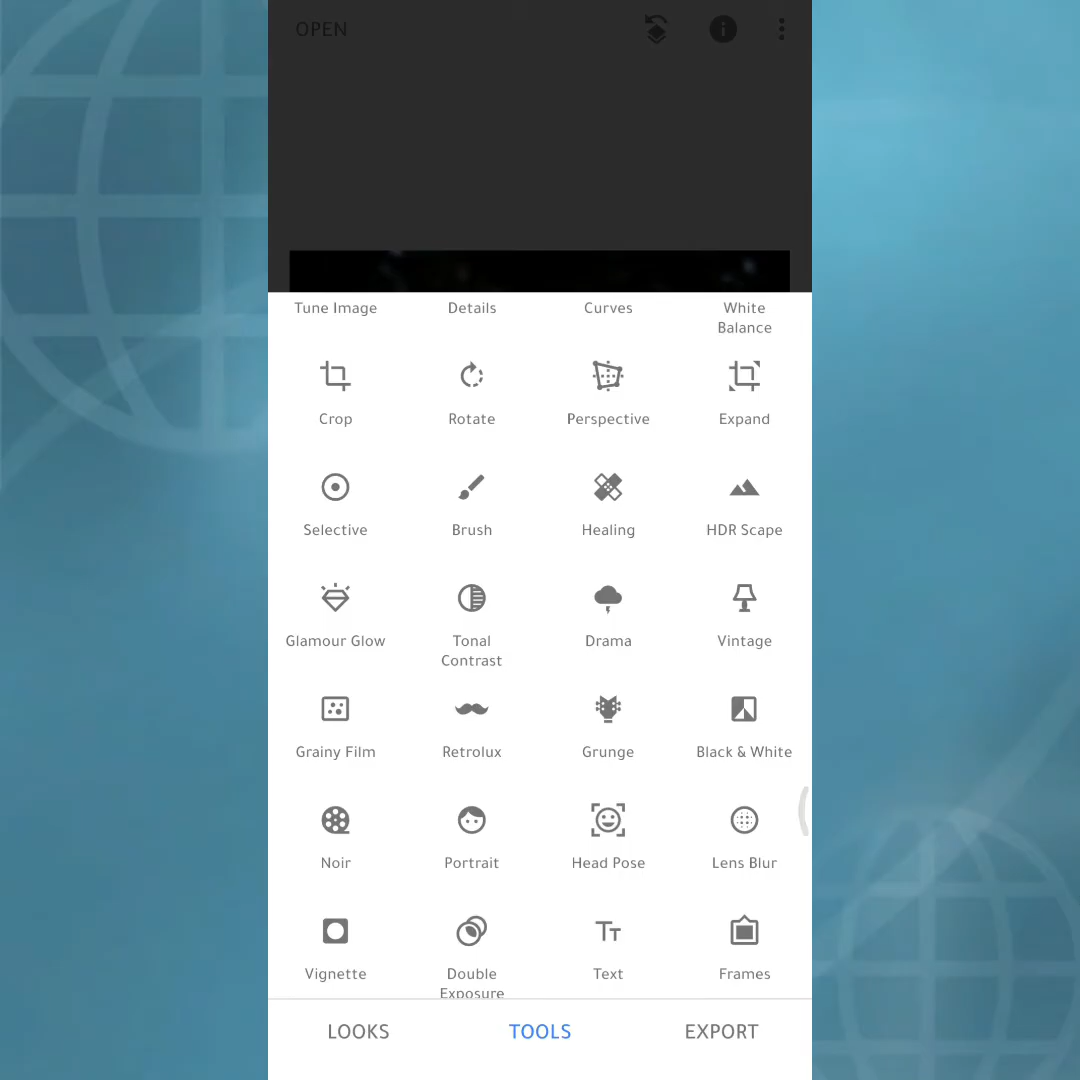 OPEN
Tune Image
Details
Curves
White
Balance
Crop
Rotate
Perspective
Expand
Selective
Brush
Healing
HDR Scape
Glamour Glow
Tonal
Contrast
Drama
Vintage
Grainy Film
Retrolux
Grunge
Black & White
Noir
Portrait
Head Pose
Lens Blur
Vignette
Double
Exposure
Text
Frames
LOOKS
TOOLS
EXPORT